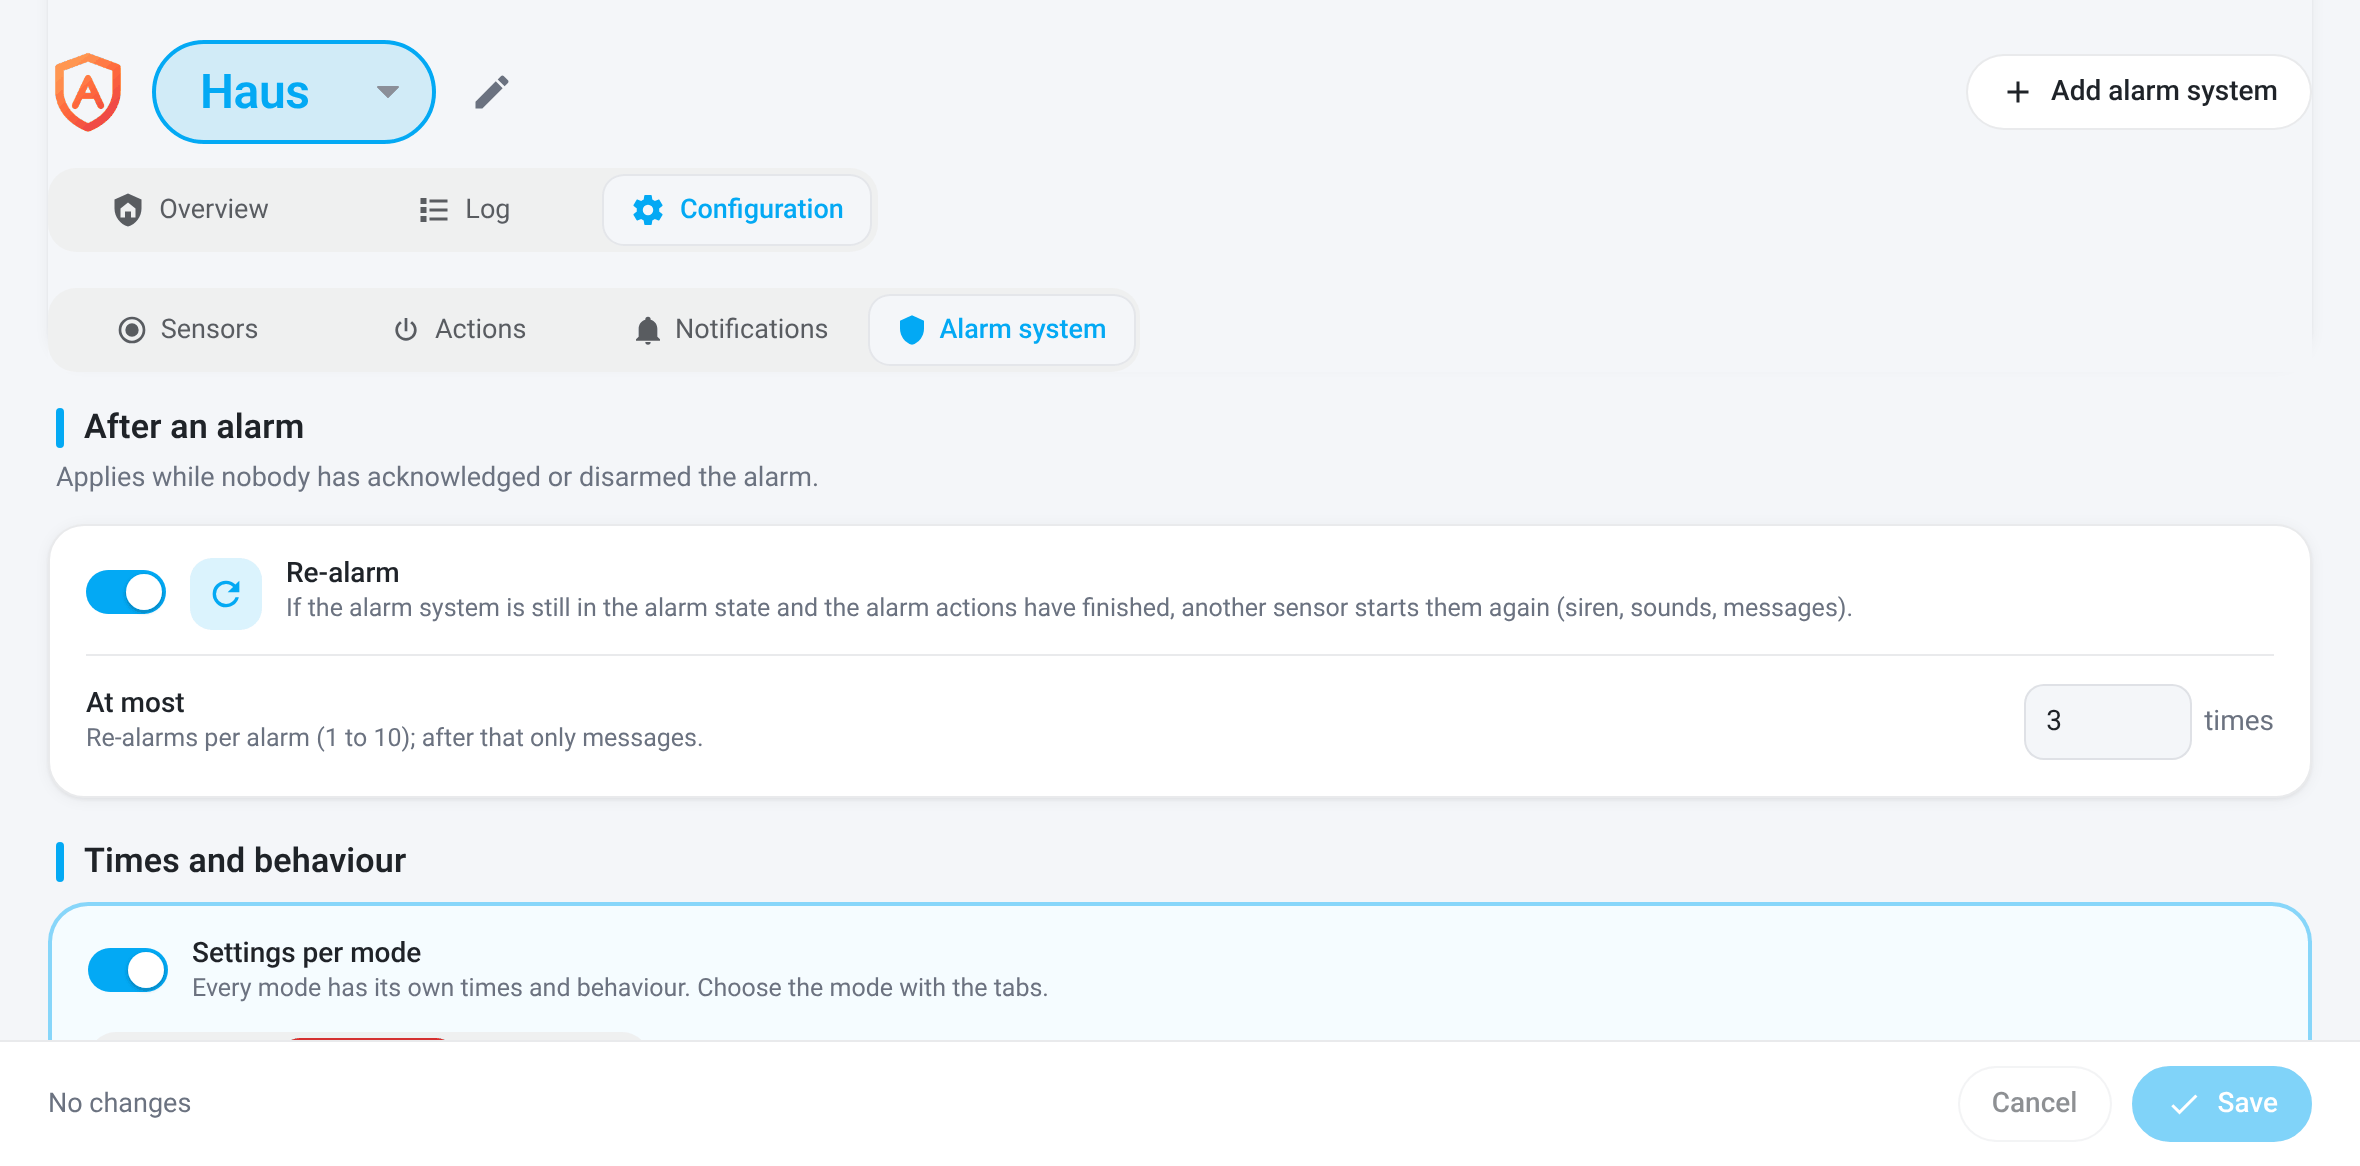 Haus
Add alarm system
Overview
Log
Configuration
Sensors
Actions
Notifications
Alarm system
After an alarm
Applies while nobody has acknowledged or disarmed the alarm.
Re-alarm
If the alarm system is still in the alarm state and the alarm actions have finished, another sensor starts them again (siren, sounds, messages).
At most
Re-alarms per alarm (1 to 10); after that only messages.
3 times
Times and behaviour
Settings per mode
Every mode has its own times and behaviour. Choose the mode with the tabs.
No changes
Cancel
Save